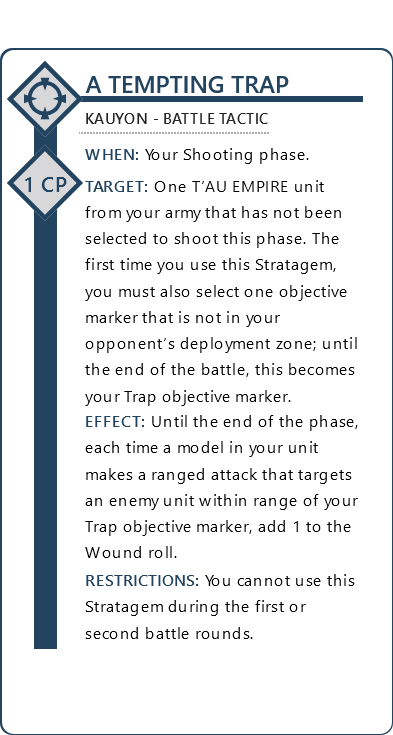 A TEMPTING TRAP
KAUYON - BATTLE TACTIC
WHEN: Your Shooting phase.
1 CP
TARGET: One T’AU EMPIRE unit
from your army that has not been
selected to shoot this phase. The
first time you use this Stratagem,
you must also select one objective
marker that is not in your
opponent’s deployment zone; until
the end of the battle, this becomes
your Trap objective marker.
EFFECT: Until the end of the phase,
each time a model in your unit
makes a ranged attack that targets
an enemy unit within range of your
Trap objective marker, add 1 to the
Wound roll.
RESTRICTIONS: You cannot use this
Stratagem during the first or
second battle rounds.